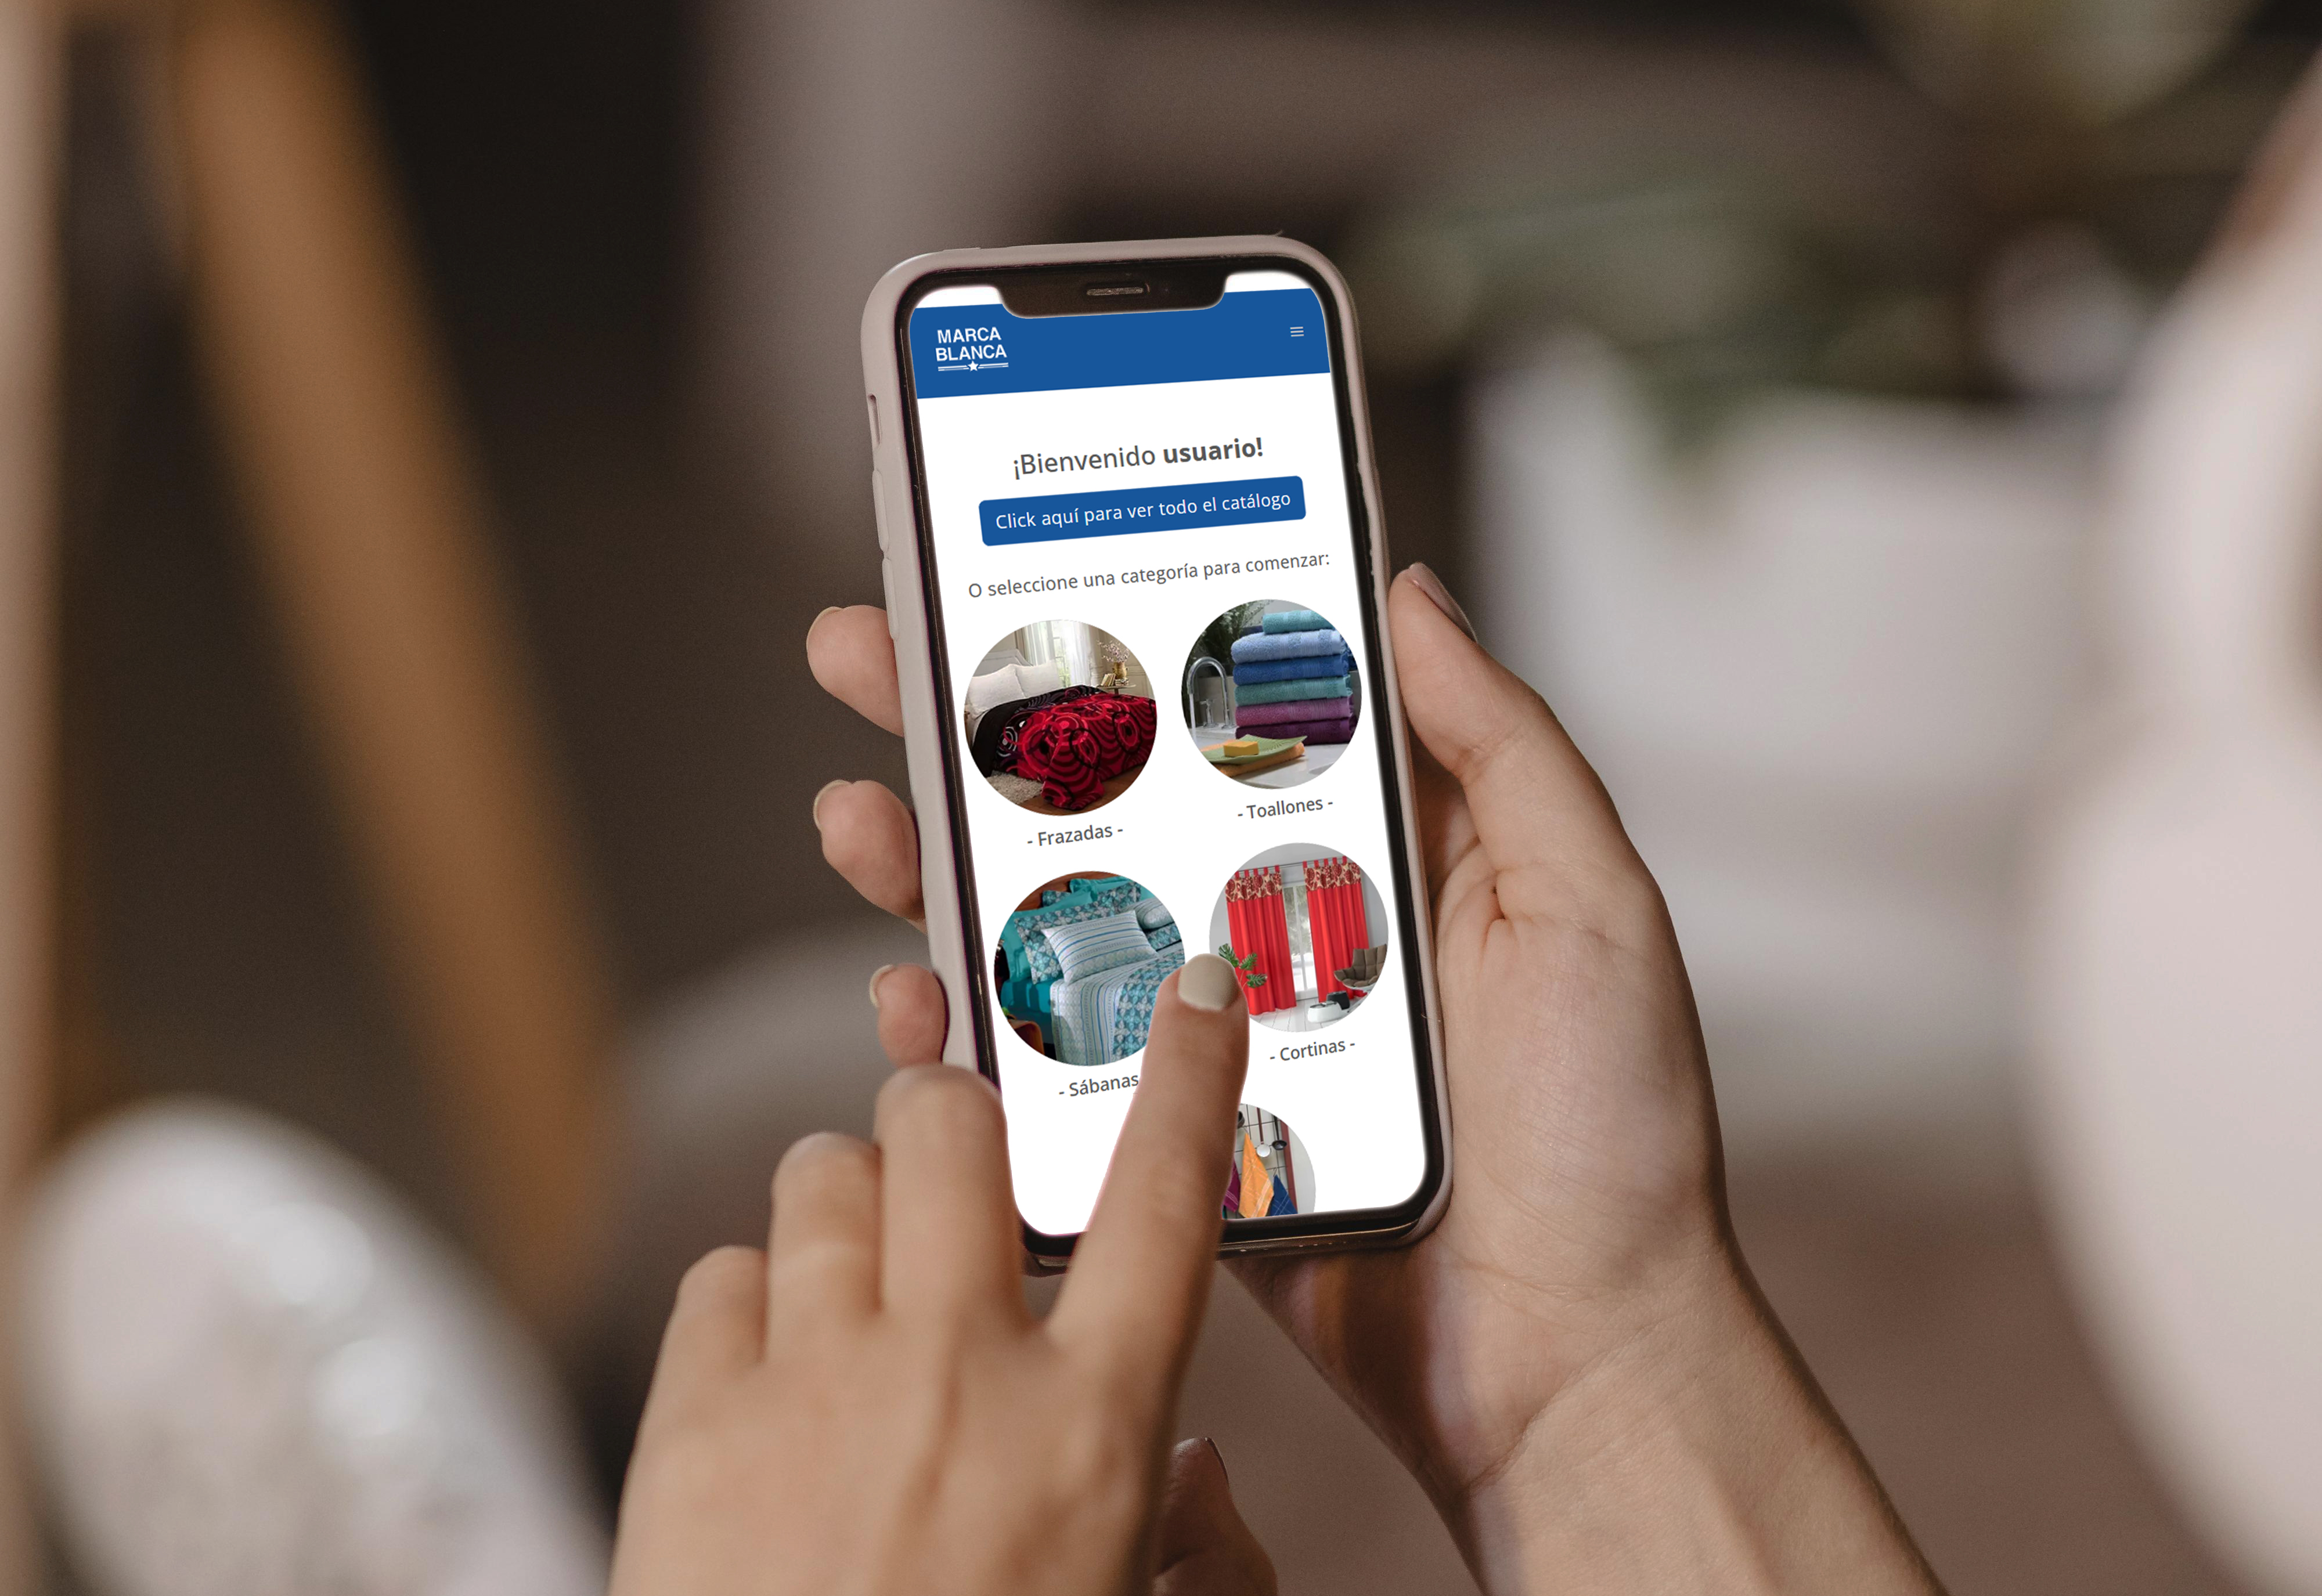 MARCA
BLANCA
¡Bienvenido usuario!
Click aquí para ver todo el catálogo
O seleccione una categoría para comenzar:
- Frazadas -
- Toallones -
- Sábanas
- Cortinas -